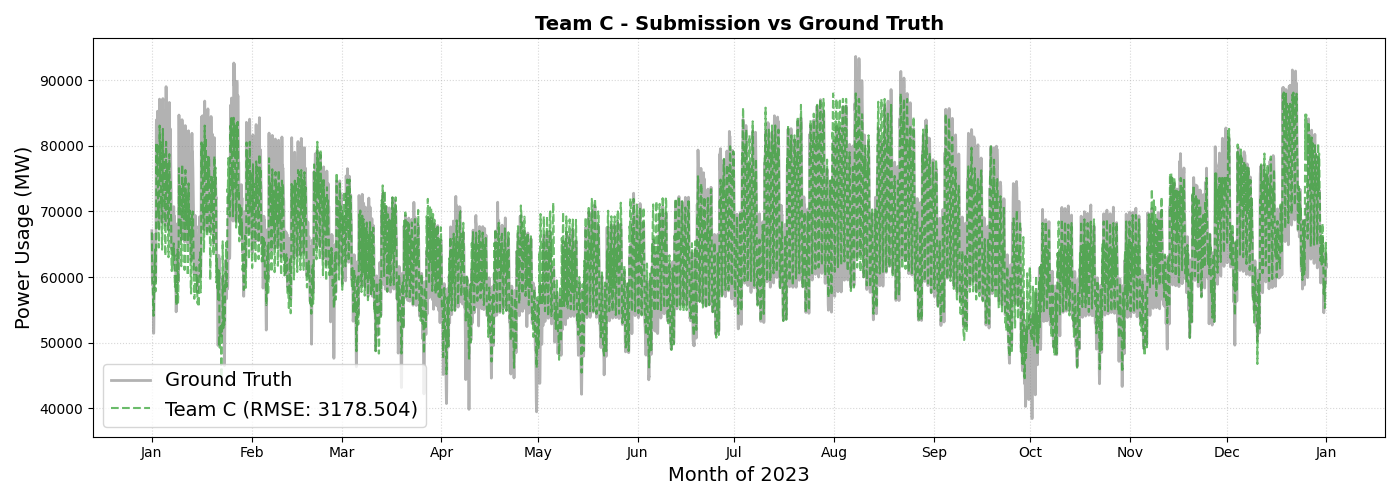 Team C - Submission vs Ground Truth
Power Usage (MW)
90000
80000
70000
60000
50000
40000
Ground Truth
Team C (RMSE: 3178.504)
Jan Feb Mar Apr May Jun Jul Aug Sep Oct Nov Dec Jan
Month of 2023